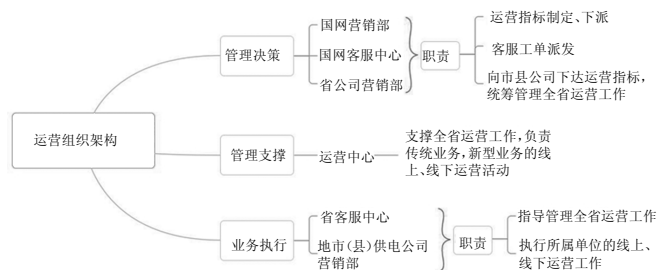 运营组织架构
管理决策
国网营销部
国网客服中心
省公司营销部
职责
运营指标制定、下派
客服工单派发
向市县公司下达运营指标,
统筹管理全省运营工作
管理支撑
运营中心
支撑全省运营工作,负责
传统业务,新型业务的线
上、线下运营活动
业务执行
省客服中心
地市(县)供电公司
营销部
职责
指导管理全省运营工作
执行所属单位的线上、
线下运营工作